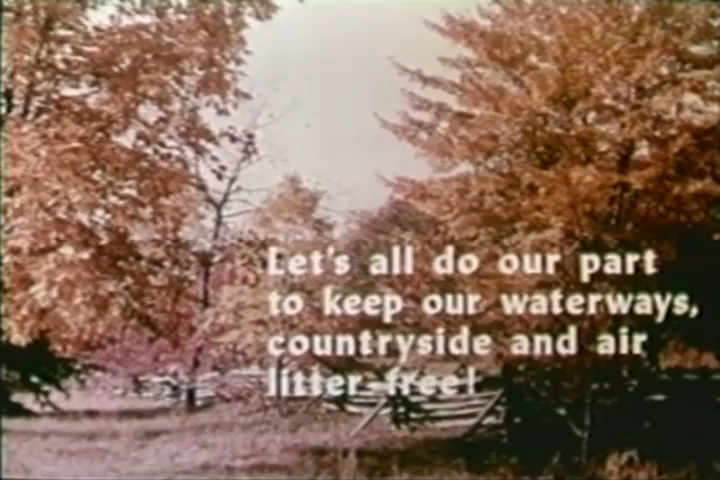 Let's all do our part
to keep our waterways,
countryside and air
litter-free!